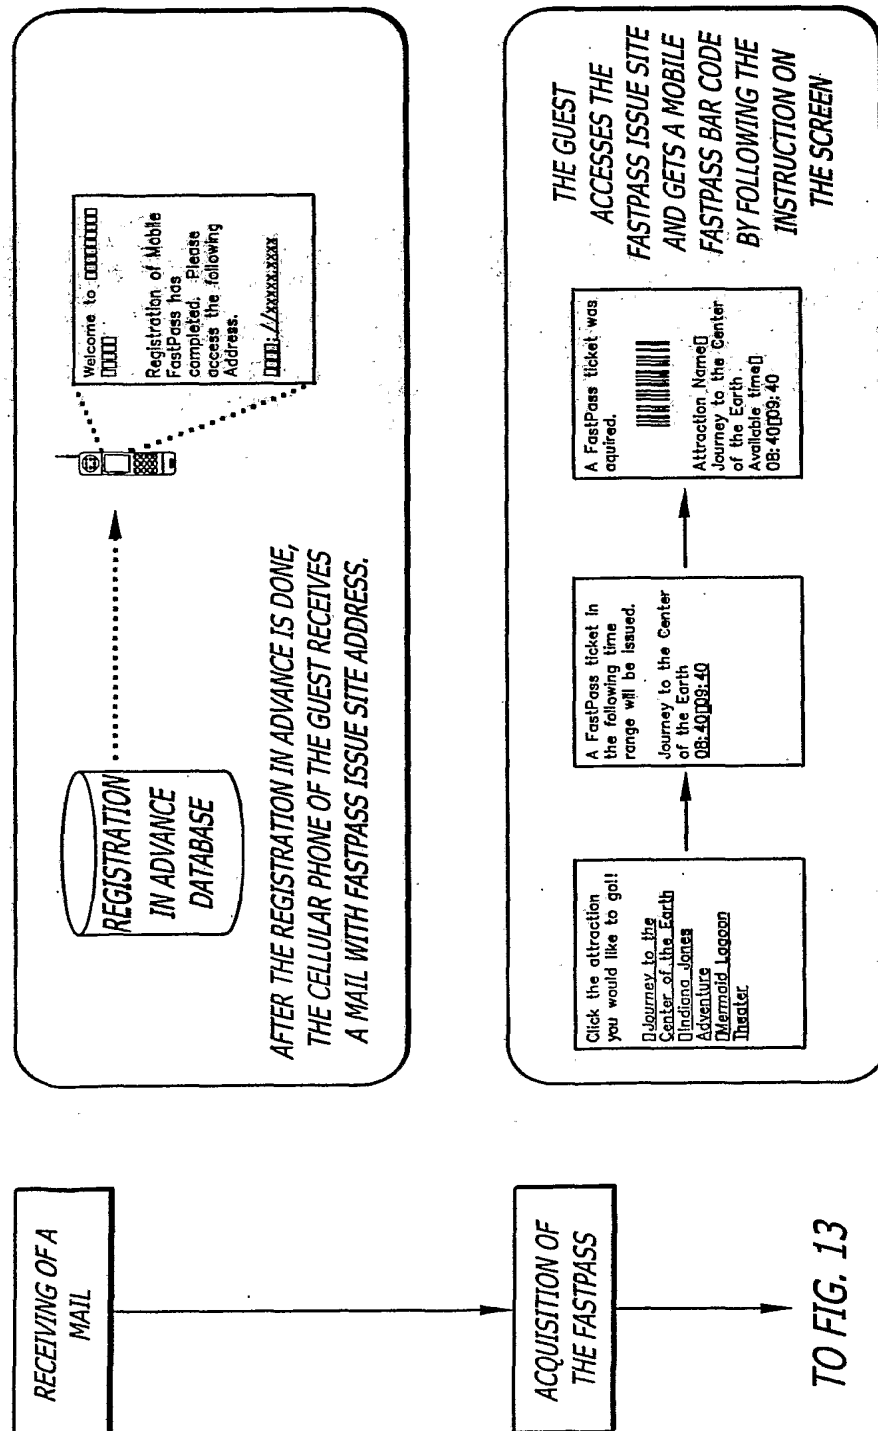 RECEIVING OF A
MAIL
REGISTRATION
IN ADVANCE
DATABASE
Welcome to ▯▯▯▯▯▯▯▯▯
▯▯▯▯▯
Registration of Mobile
FastPass has
completed. Please
access the following
Address.
▯▯▯▯://xxxxx.xxxx
AFTER THE REGISTRATION IN ADVANCE IS DONE,
THE CELLULAR PHONE OF THE GUEST RECEIVES
A MAIL WITH FASTPASS ISSUE SITE ADDRESS.
ACQUISITION OF
THE FASTPASS
Click the attraction
you would like to go!!
▯Journey to the
Center of the Earth
▯Indiana Jones
Adventure
▯Mermaid Lagoon
Theater
A FastPass ticket in
the following time
range will be issued.
Journey to the Center
of the Earth
08:40▯09:40
A FastPass ticket was
aquired.
Attraction Name▯
Journey to the Center
of the Earth
Available time▯
08:40▯09:40
THE GUEST
ACCESSES THE
FASTPASS ISSUE SITE
AND GETS A MOBILE
FASTPASS BAR CODE
BY FOLLOWING THE
INSTRUCTION ON
THE SCREEN
TO FIG. 13